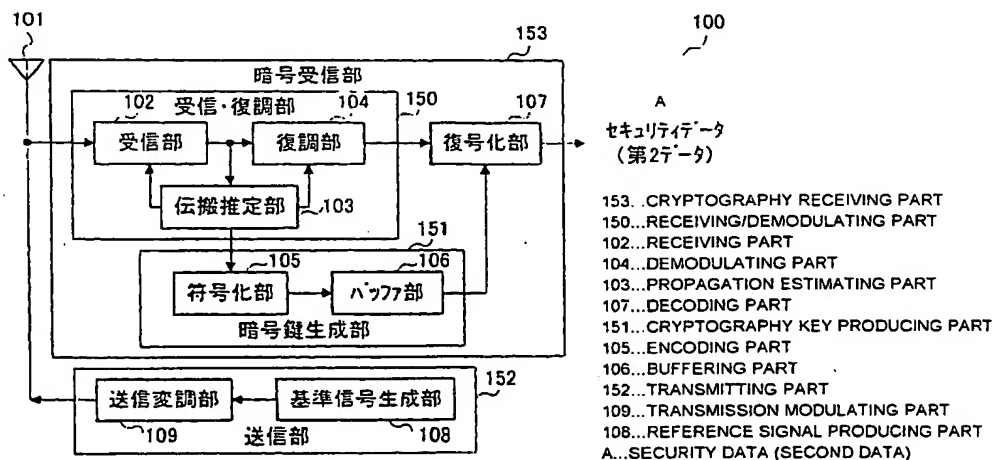 101
100
153
暗号受信部
102
受信・復調部
104
150
107
受信部
復調部
復号化部
A
セキュリティデータ
(第2データ)
伝搬推定部
103
151
105
106
符号化部
バッファ部
暗号鍵生成部
152
送信変調部
基準信号生成部
109
送信部
108
153...CRYPTOGRAPHY RECEIVING PART
150...RECEIVING/DEMODULATING PART
102...RECEIVING PART
104...DEMODULATING PART
103...PROPAGATION ESTIMATING PART
107...DECODING PART
151...CRYPTOGRAPHY KEY PRODUCING PART
105...ENCODING PART
106...BUFFERING PART
152...TRANSMITTING PART
109...TRANSMISSION MODULATING PART
108...REFERENCE SIGNAL PRODUCING PART
A...SECURITY DATA (SECOND DATA)